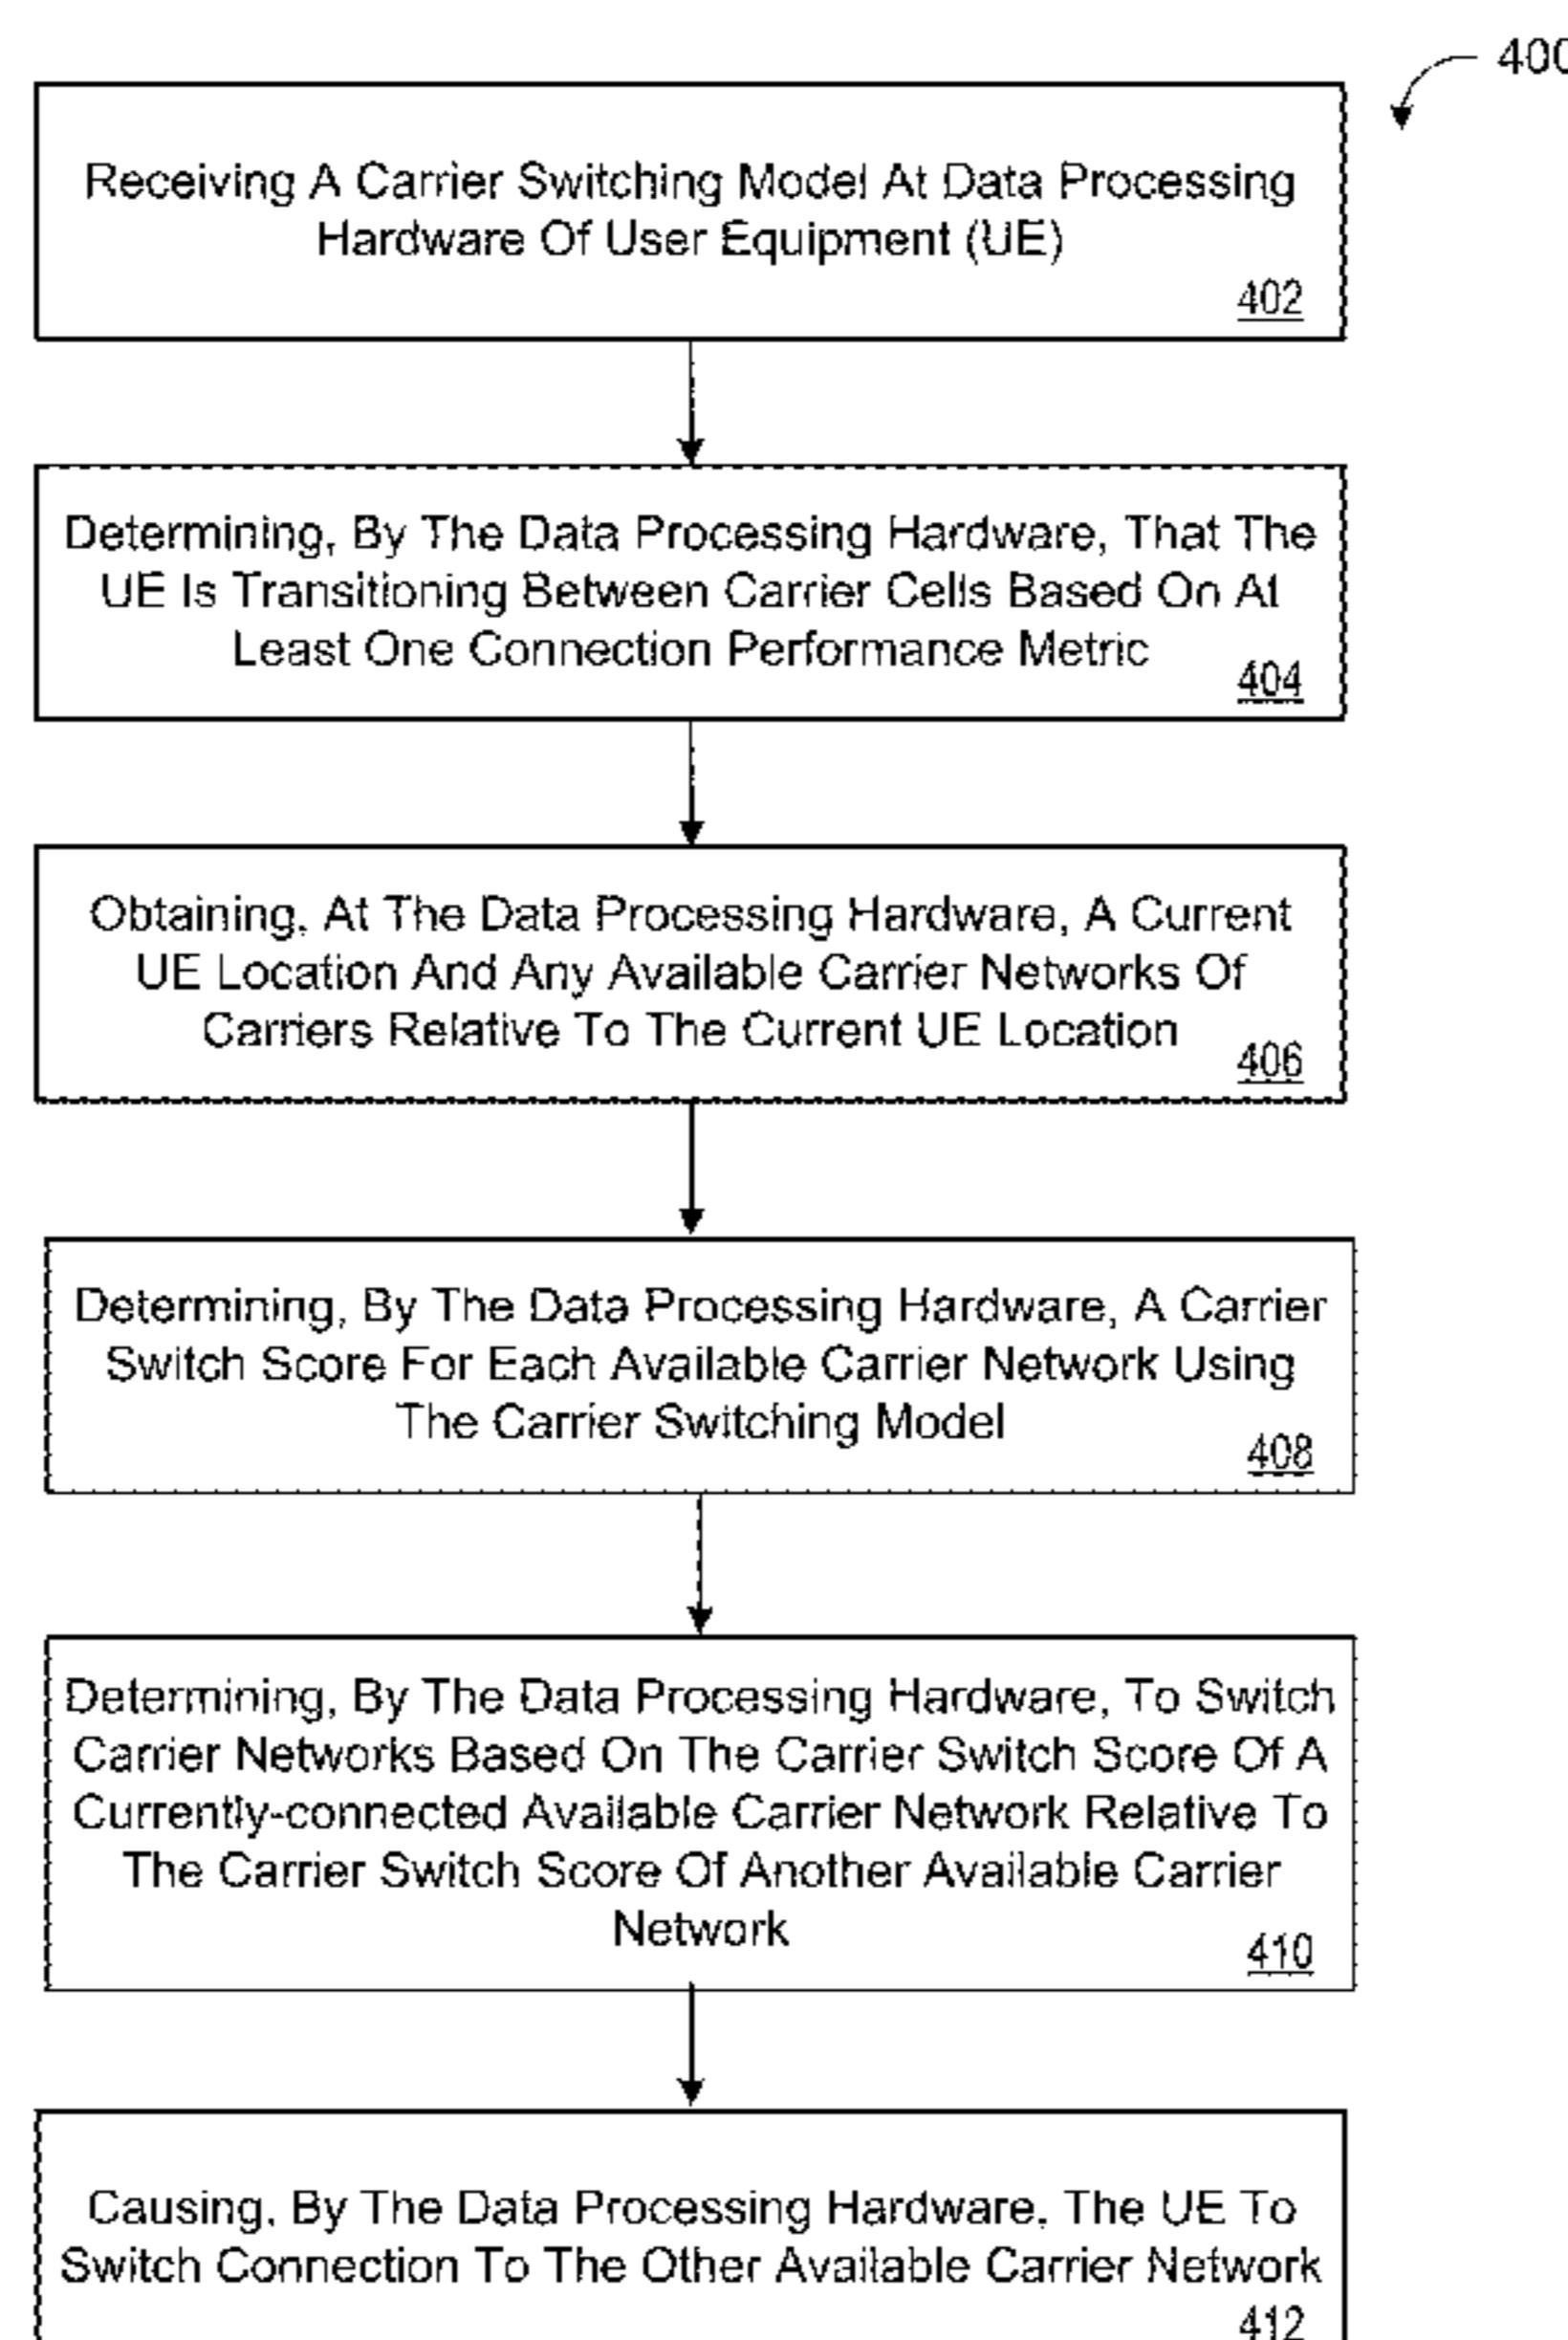 400
Receiving A Carrier Switching Model At Data Processing
Hardware Of User Equipment (UE)
402
Determining, By The Data Processing Hardware, That The
UE Is Transitioning Between Carrier Cells Based On At
Least One Connection Performance Metric
404
Obtaining, At The Data Processing Hardware, A Current
UE Location And Any Available Carrier Networks Of
Carriers Relative To The Current UE Location
406
Determining, By The Data Processing Hardware, A Carrier
Switch Score For Each Available Carrier Network Using
The Carrier Switching Model
408
Determining, By The Data Processing Hardware, To Switch
Carrier Networks Based On The Carrier Switch Score Of A
Currently-connected Available Carrier Network Relative To
The Carrier Switch Score Of Another Available Carrier
Network
410
Causing, By The Data Processing Hardware, The UE To
Switch Connection To The Other Available Carrier Network
412